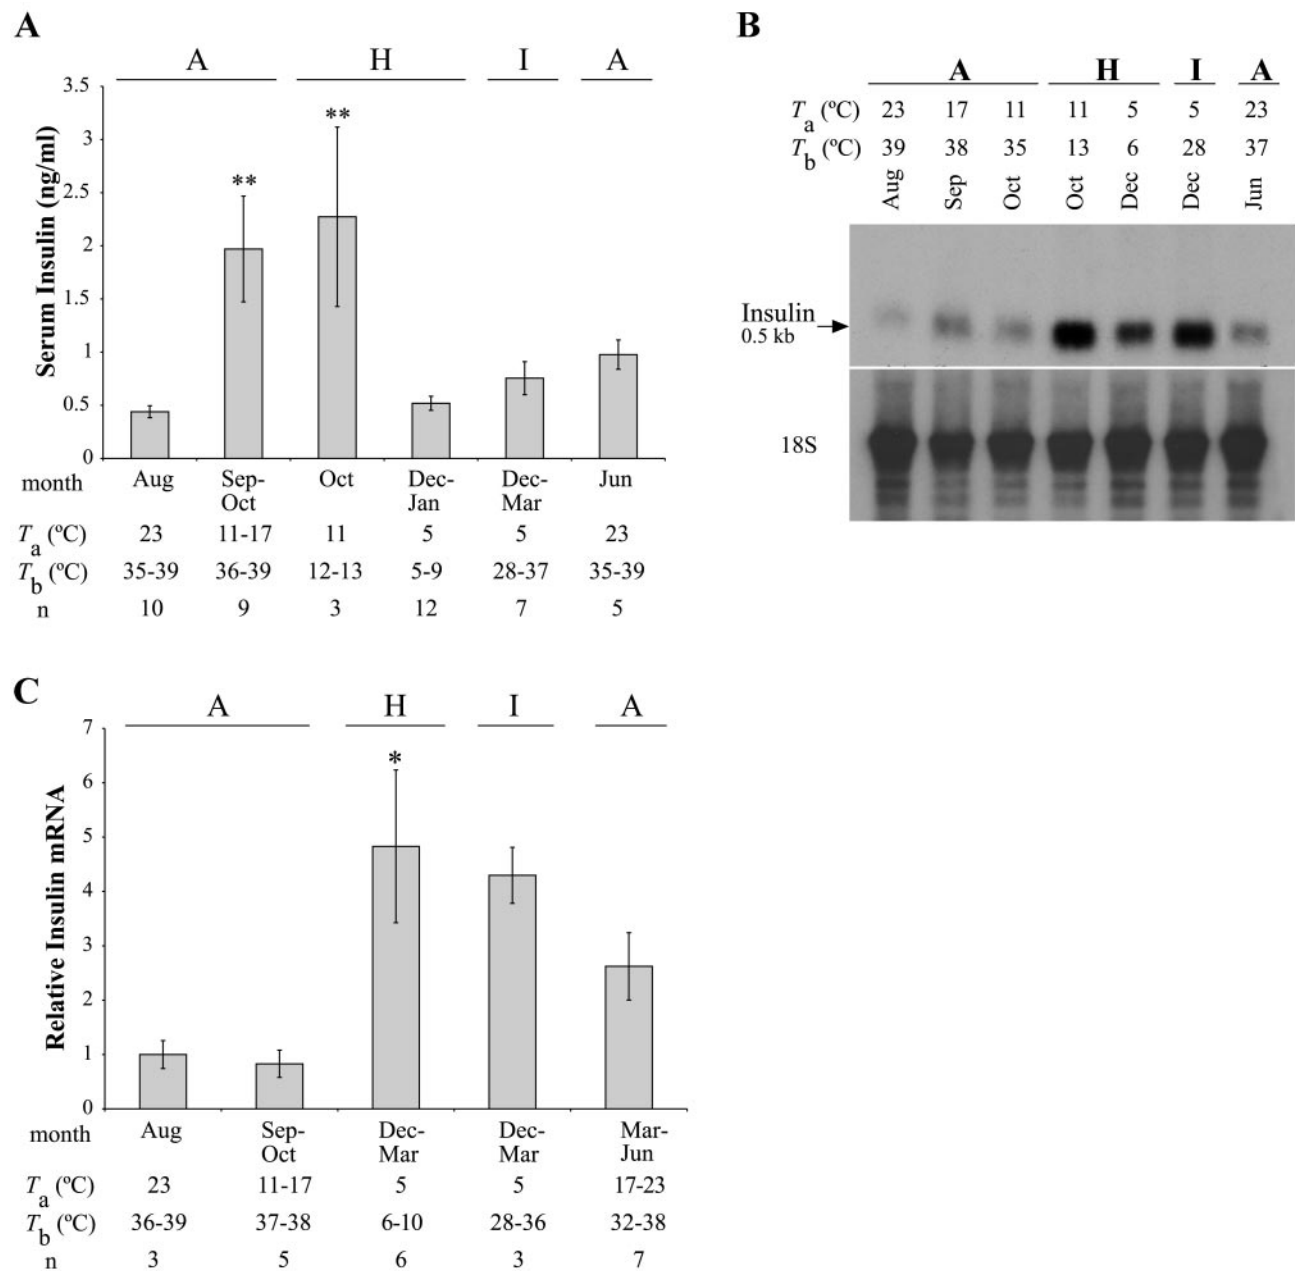 A
A H I A
3.5
3
2.5
2
1.5
1
0.5
0
Serum Insulin (ng/ml)
** **
month Aug Sep- Oct Dec- Dec- Jun
Oct Jan Mar
Ta (ºC) 23 11-17 11 5 5 23
Tb (ºC) 35-39 36-39 12-13 5-9 28-37 35-39
n 10 9 3 12 7 5
B
A H I A
Ta (ºC) 23 17 11 11 5 5 23
Tb (ºC) 39 38 35 13 6 28 37
Aug Sep Oct Oct Dec Dec Jun
Insulin
0.5 kb
18S
C
A H I A
7
6
5
4
3
2
1
0
Relative Insulin mRNA
*
month Aug Sep- Dec- Dec- Mar-
Oct Mar Mar Jun
Ta (ºC) 23 11-17 5 5 17-23
Tb (ºC) 36-39 37-38 6-10 28-36 32-38
n 3 5 6 3 7